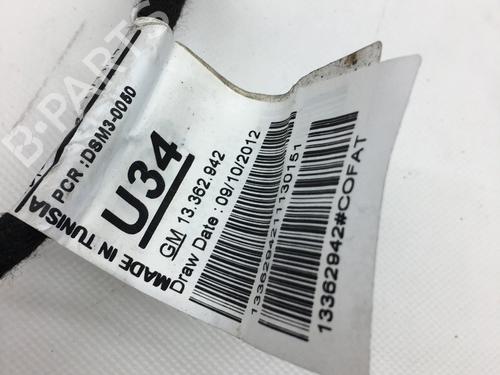 B-PARTS
MADE IN TUNISIA
PCR :DSM3-0050
U34
GM 13.362.942
Draw Date : 09/10/2012
13362942111130151
13362942#COFAT